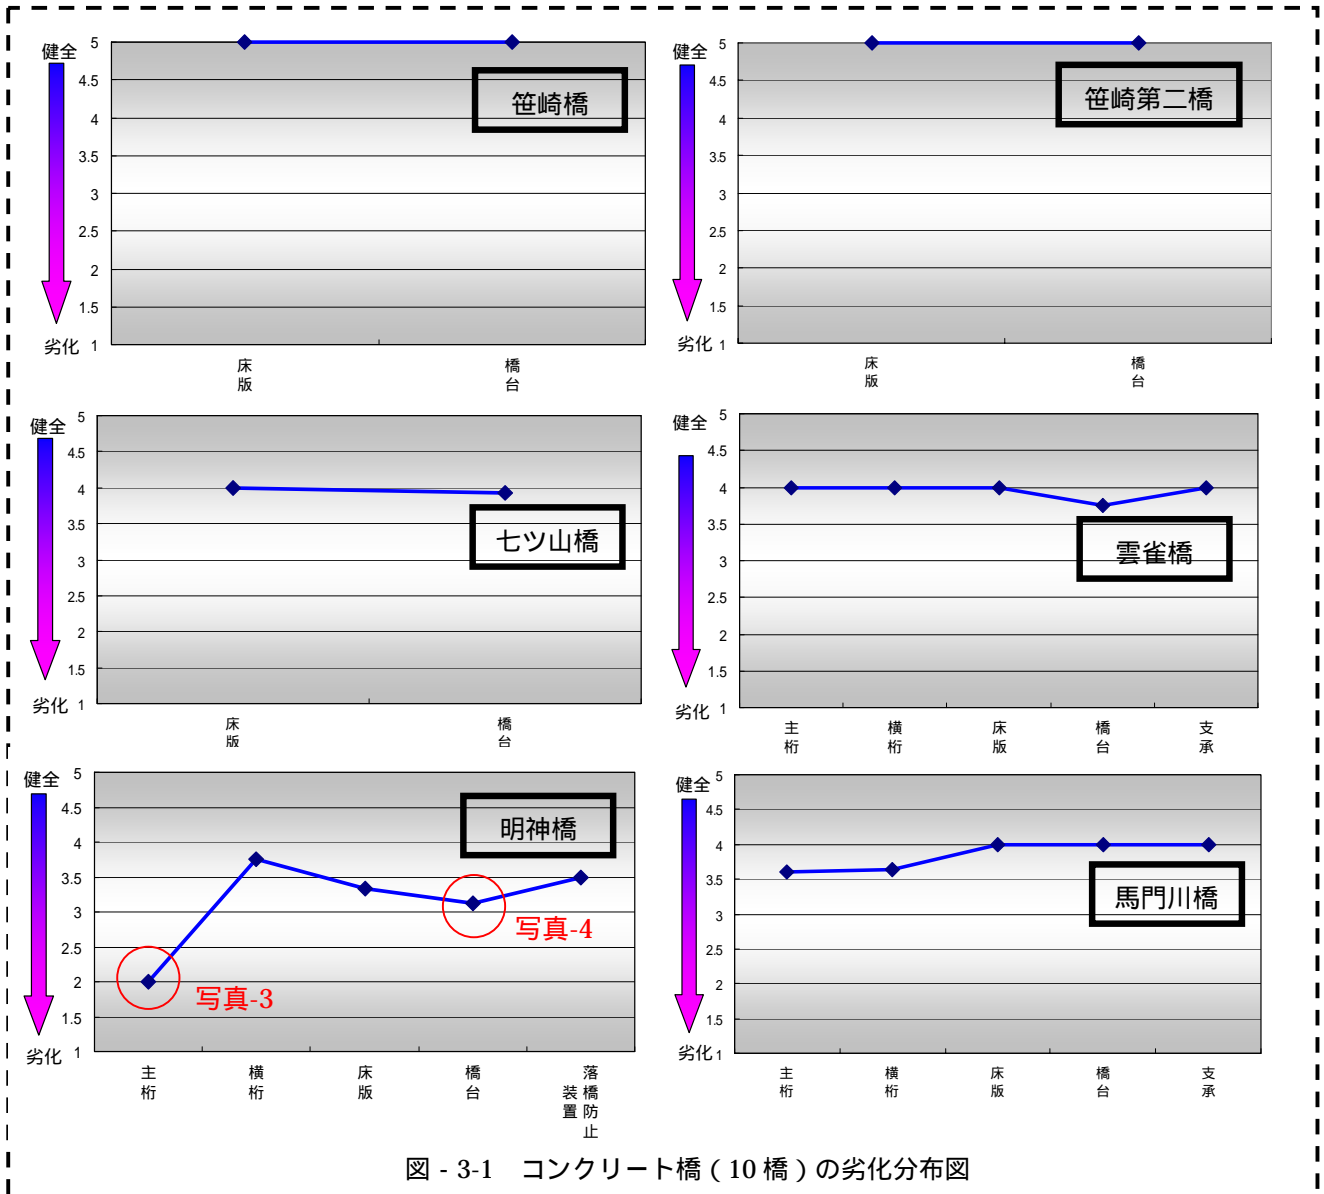 健全
5
4.5
4
3.5
3
2.5
2
1.5
1
劣化
笹崎橋
床版
橋台
健全
5
4.5
4
3.5
3
2.5
2
1.5
1
劣化
笹崎第二橋
床版
橋台
健全
5
4.5
4
3.5
3
2.5
2
1.5
1
劣化
七ツ山橋
床版
橋台
健全
5
4.5
4
3.5
3
2.5
2
1.5
1
劣化
雲雀橋
主桁
横桁
床版
橋台
支承
健全
5
4.5
4
3.5
3
2.5
2
1.5
1
劣化
明神橋
写真-3
写真-4
主桁
横桁
床版
橋台
落橋防止
装置
健全
5
4.5
4
3.5
3
2.5
2
1.5
1
劣化
馬門川橋
主桁
横桁
床版
橋台
支承
図 - 3-1 コンクリート橋(10 橋)の劣化分布図